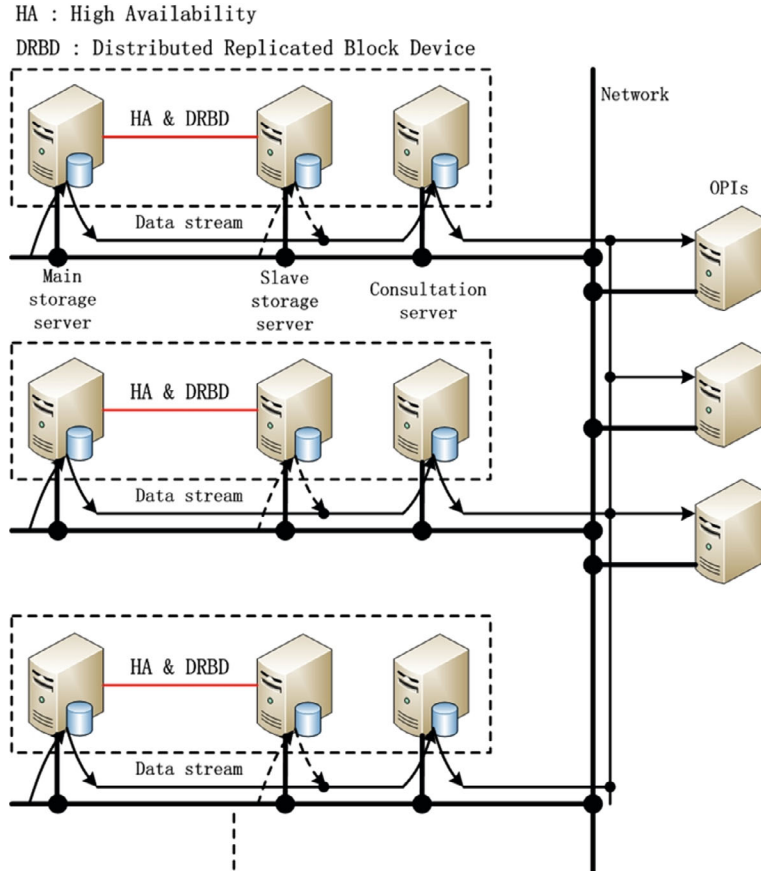 HA : High Availability
DRBD : Distributed Replicated Block Device
Network
HA & DRBD
OPIs
Data stream
Main
storage
server
Slave
storage
server
Consultation
server
HA & DRBD
Data stream
HA & DRBD
Data stream